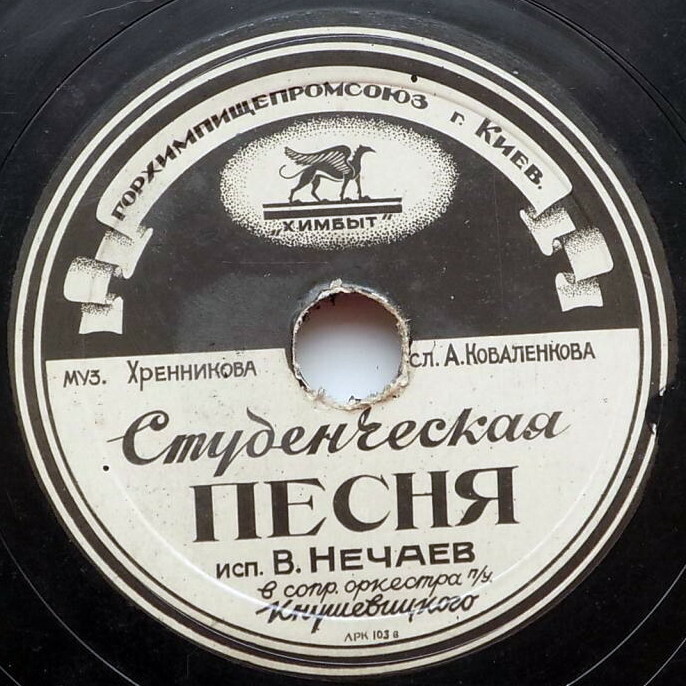 ГОРХИМПИЩЕПРОМСОЮЗ г. Киев.
„ХИМБЫТ"
муз. Хренникова сл. А. Коваленкова
Студенческая
ПЕСНЯ
исп. В. Нечаев
в сопр. оркестра п/у.
Кнушевицкого
АРК 103 в